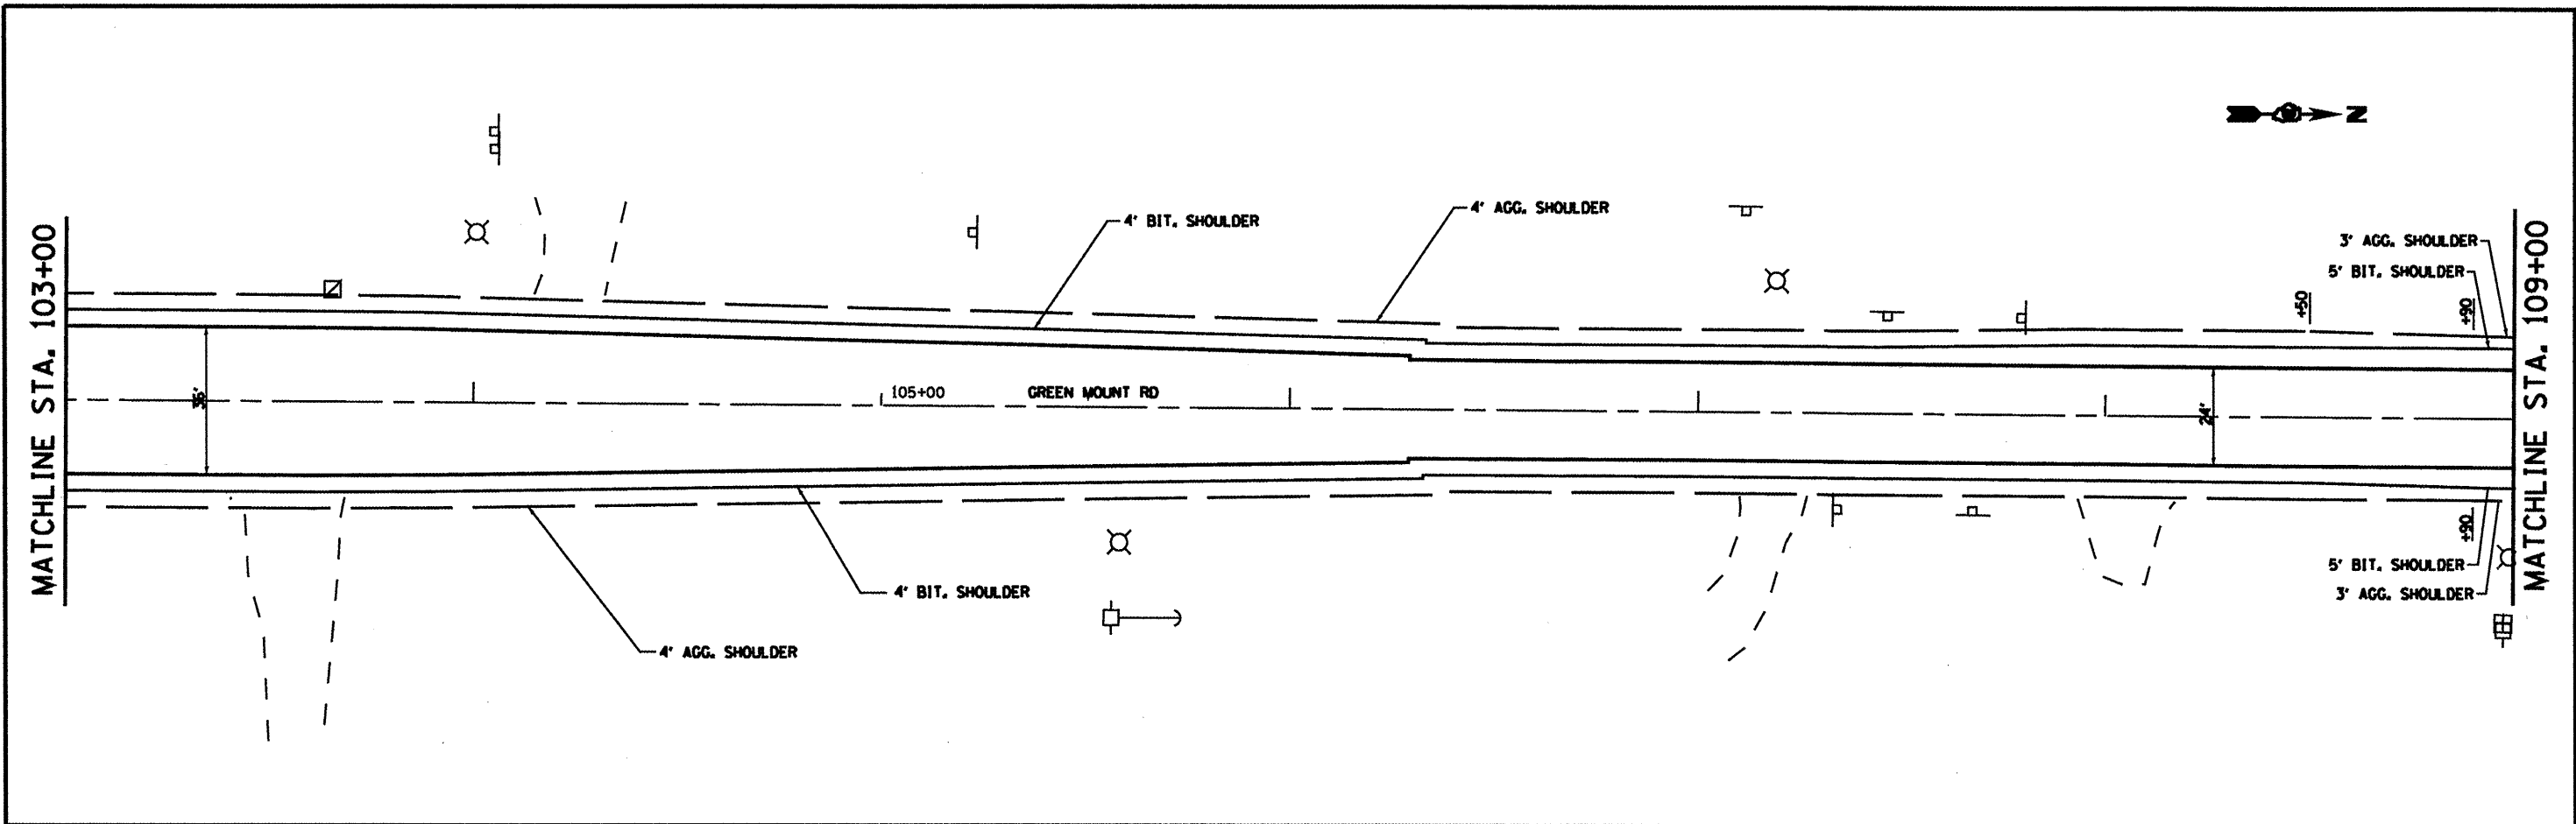 N
4' BIT. SHOULDER
4' AGG. SHOULDER
3' AGG. SHOULDER
5' BIT. SHOULDER
+50
+90
MATCHLINE STA. 103+00
36'
105+00
GREEN MOUNT RD
24'
MATCHLINE STA. 109+00
+90
5' BIT. SHOULDER
3' AGG. SHOULDER
4' BIT. SHOULDER
4' AGG. SHOULDER